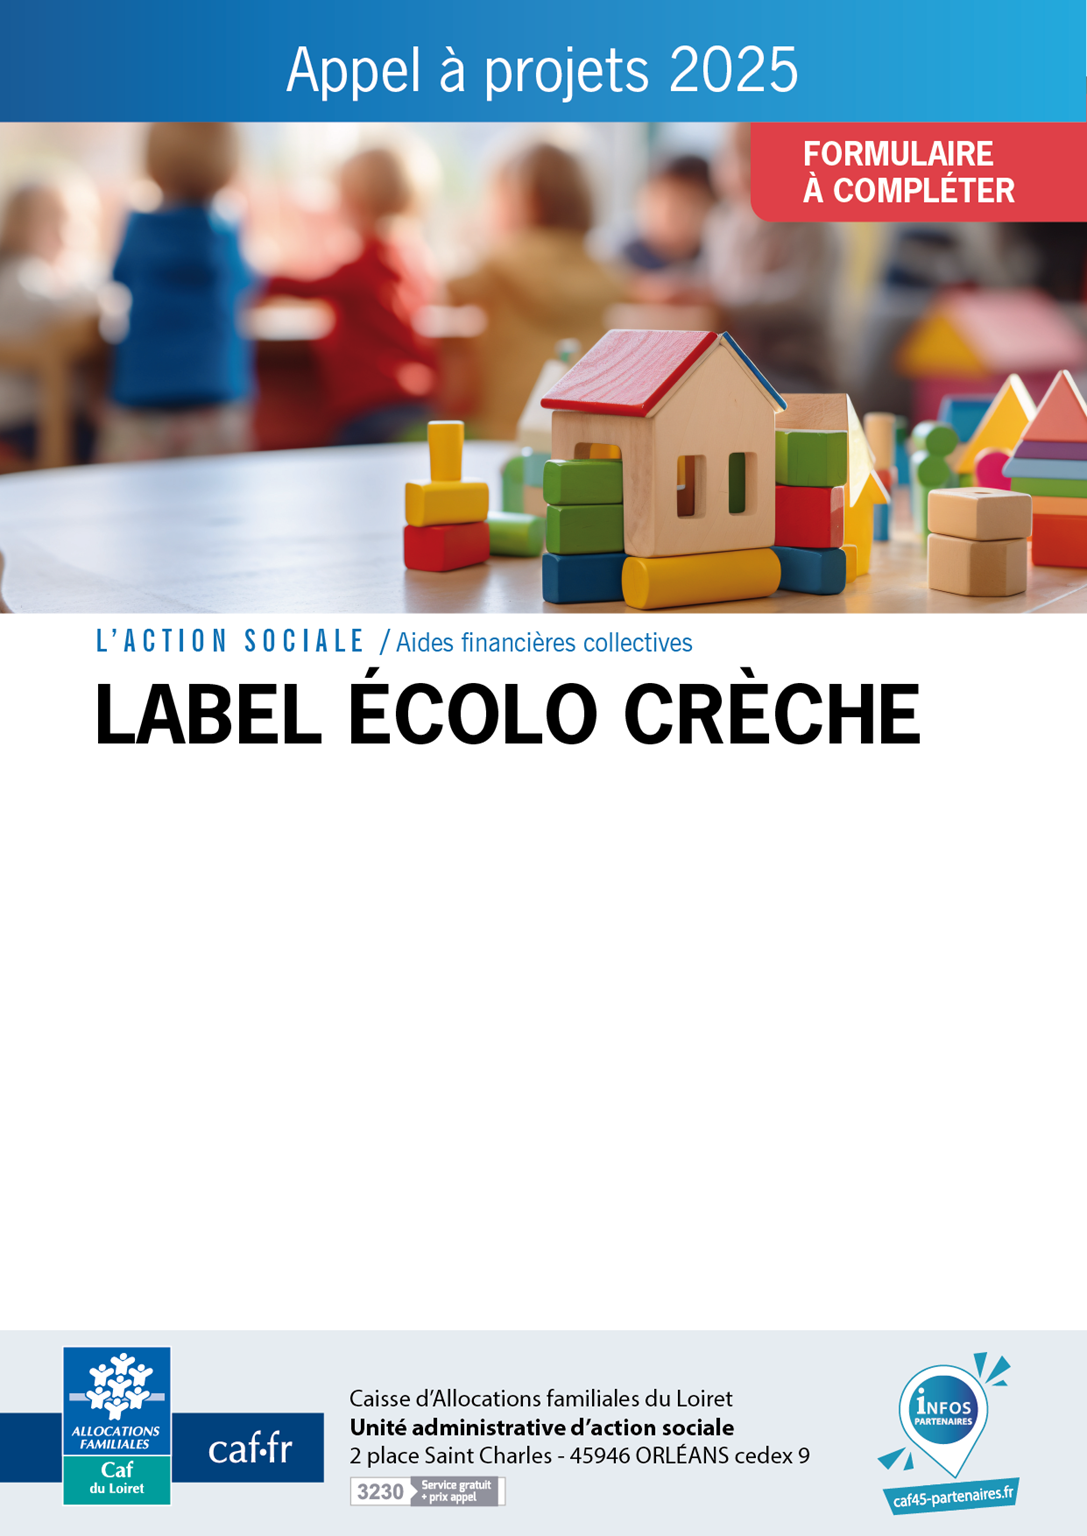 Appel à projets 2025
FORMULAIRE
À COMPLÉTER
L'ACTION SOCIALE / Aides financières collectives
LABEL ÉCOLO CRÈCHE
ALLOCATIONS
FAMILIALES
Caf
du Loiret
caf.fr
Caisse d'Allocations familiales du Loiret
Unité administrative d'action sociale
2 place Saint Charles - 45946 ORLÉANS cedex 9
3230 Service gratuit
+ prix appel
iNFOS
PARTENAIRES
caf45-partenaires.fr